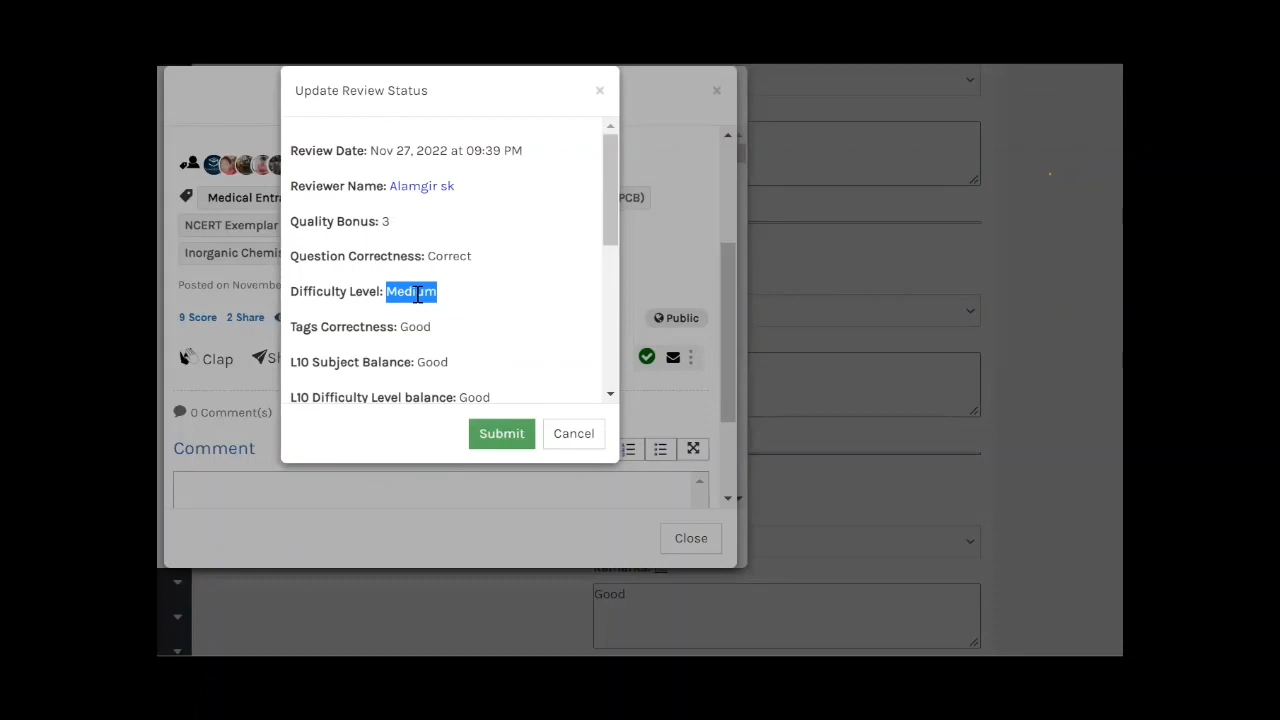 Update Review Status
×
×
Review Date: Nov 27, 2022 at 09:39 PM
Reviewer Name: Alamgir sk
Quality Bonus: 3
Question Correctness: Correct
Difficulty Level: Medium
Tags Correctness: Good
L10 Subject Balance: Good
L10 Difficulty Level balance: Good
Submit
Cancel
Medical Entra
PCB)
NCERT Exemplar
Inorganic Chemis
Posted on Novembe
9 Score 2 Share
Public
Clap
Sh
0 Comment(s)
Comment
Close
Good